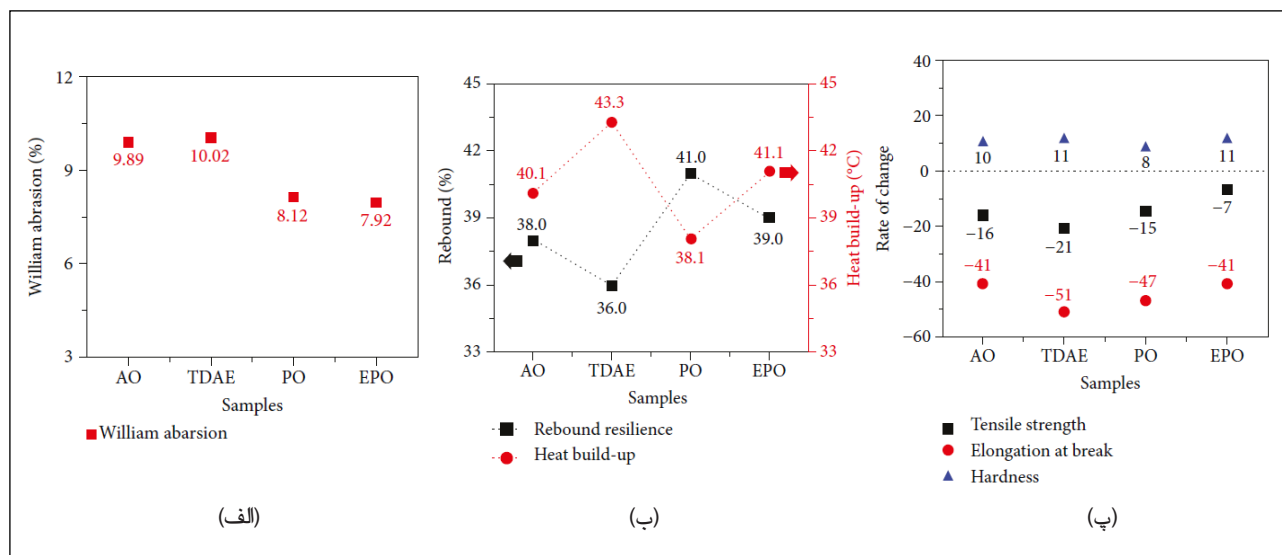 12
9
6
3
William abrasion (%)
9.89
10.02
8.12
7.92
AO TDAE PO EPO
Samples
William abarsion
(الف)
45
42
39
36
33
Rebound (%)
40.1
43.3
38.1
41.1
38.0
36.0
41.0
39.0
45
42
39
36
33
Heat build-up (°C)
AO TDAE PO EPO
Samples
Rebound resilience
Heat build-up
(ب)
40
20
0
−20
−40
−60
Rate of change
10
11
8
11
−16
−21
−15
−7
−41
−51
−47
−41
AO TDAE PO EPO
Samples
Tensile strength
Elongation at break
Hardness
(پ)